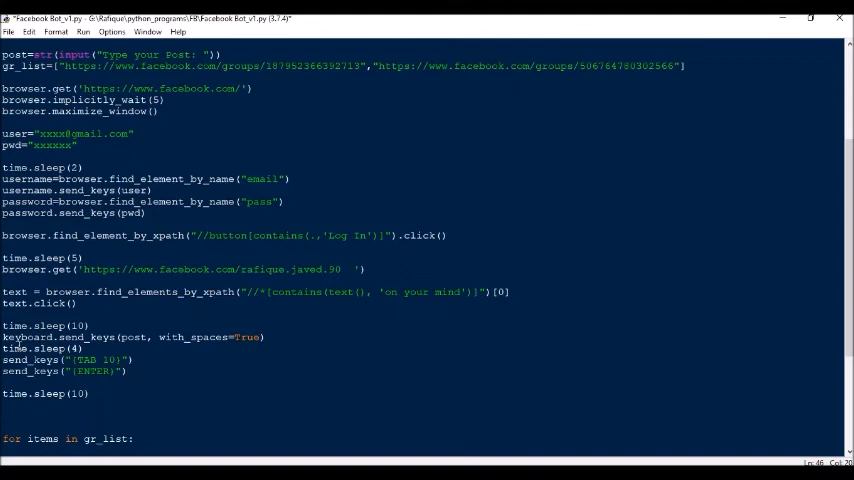 *Facebook Bot_v1.py - G:\Rafique\python_programs\FB\Facebook Bot_v1.py (3.7.4)*
File Edit Format Run Options Window Help
post=str(input("Type your Post: "))
gr_list=["https://www.facebook.com/groups/187952366392713","https://www.facebook.com/groups/506764780302566"]
browser.get('https://www.facebook.com/')
browser.implicitly_wait(5)
browser.maximize_window()
user="xxxx@gmail.com"
pwd="xxxxxx"
time.sleep(2)
username=browser.find_element_by_name("email")
username.send_keys(user)
password=browser.find_element_by_name("pass")
password.send_keys(pwd)
browser.find_element_by_xpath("//button[contains(.,'Log In')]").click()
time.sleep(5)
browser.get('https://www.facebook.com/rafique.javed.90  ')
text = browser.find_elements_by_xpath("//*[contains(text(), 'on your mind')]")[0]
text.click()
time.sleep(10)
keyboard.send_keys(post, with_spaces=True)
time.sleep(4)
send_keys("{TAB 10}")
send_keys("{ENTER}")
time.sleep(10)
for items in gr_list:
Ln: 46 Col: 20